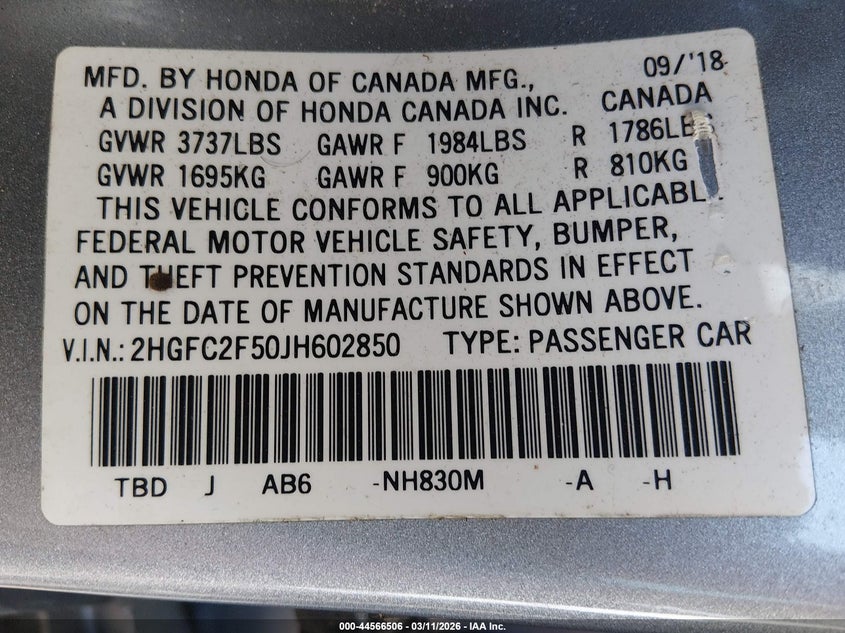 MFD. BY HONDA OF CANADA MFG., 09/'18
A DIVISION OF HONDA CANADA INC. CANADA
GVWR 3737LBS GAWR F 1984LBS R 1786LBS
GVWR 1695KG GAWR F 900KG R 810KG
THIS VEHICLE CONFORMS TO ALL APPLICABLE
FEDERAL MOTOR VEHICLE SAFETY, BUMPER,
AND THEFT PREVENTION STANDARDS IN EFFECT
ON THE DATE OF MANUFACTURE SHOWN ABOVE.
V.I.N.: 2HGFC2F50JH602850 TYPE: PASSENGER CAR
TBD J AB6 -NH830M -A -H
000-44566506 - 03/11/2026 - IAA Inc.